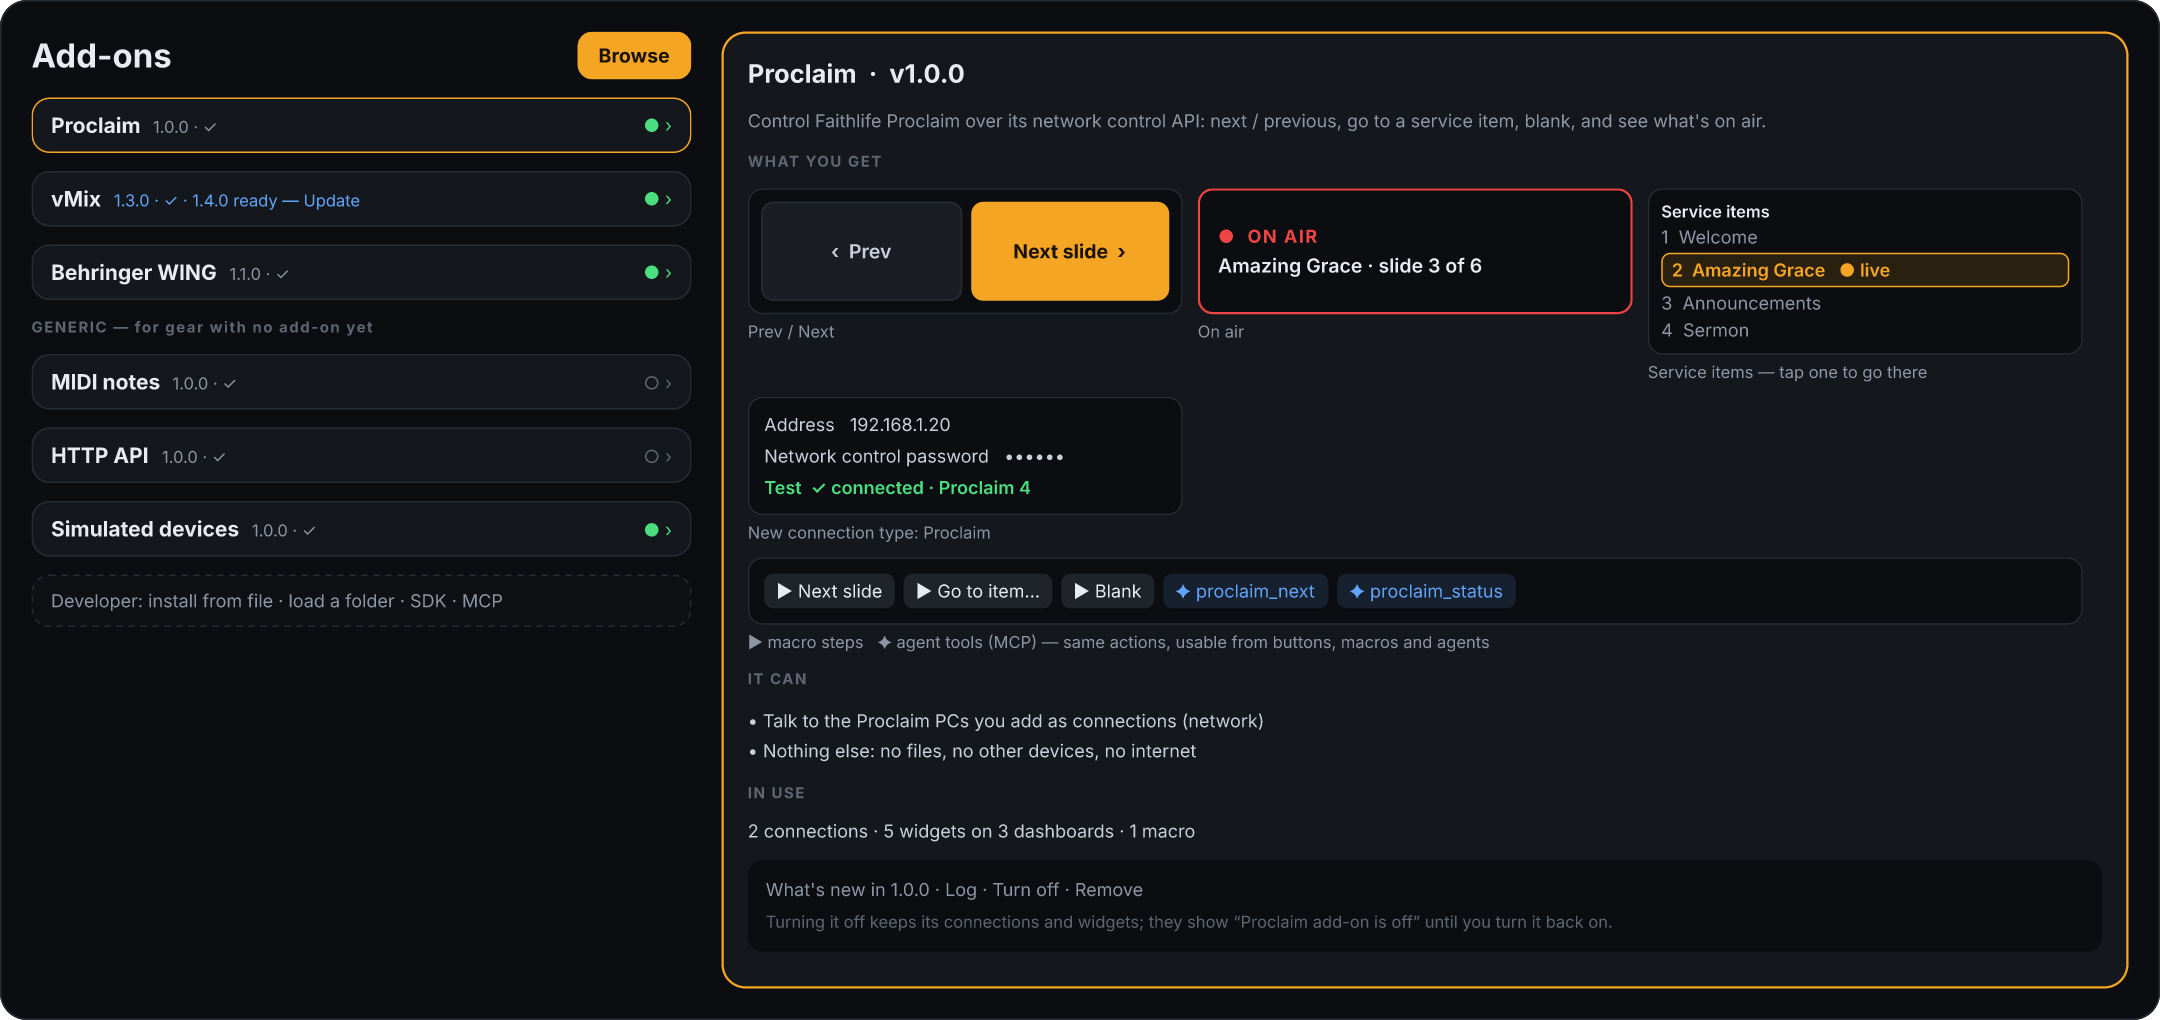 Add-ons
Browse
Proclaim 1.0.0 · ✓
vMix 1.3.0 · ✓ · 1.4.0 ready — Update
Behringer WING 1.1.0 · ✓
GENERIC — for gear with no add-on yet
MIDI notes 1.0.0 · ✓
HTTP API 1.0.0 · ✓
Simulated devices 1.0.0 · ✓
Developer: install from file · load a folder · SDK · MCP
Proclaim · v1.0.0
Control Faithlife Proclaim over its network control API: next / previous, go to a service item, blank, and see what's on air.
WHAT YOU GET
‹ Prev
Next slide ›
Prev / Next
● ON AIR
Amazing Grace · slide 3 of 6
On air
Service items
1 Welcome
2 Amazing Grace ● live
3 Announcements
4 Sermon
Service items — tap one to go there
Address 192.168.1.20
Network control password ••••••
Test ✓ connected · Proclaim 4
New connection type: Proclaim
▶ Next slide ▶ Go to item... ▶ Blank ✦ proclaim_next ✦ proclaim_status
▶ macro steps ✦ agent tools (MCP) — same actions, usable from buttons, macros and agents
IT CAN
• Talk to the Proclaim PCs you add as connections (network)
• Nothing else: no files, no other devices, no internet
IN USE
2 connections · 5 widgets on 3 dashboards · 1 macro
What's new in 1.0.0 · Log · Turn off · Remove
Turning it off keeps its connections and widgets; they show “Proclaim add-on is off” until you turn it back on.